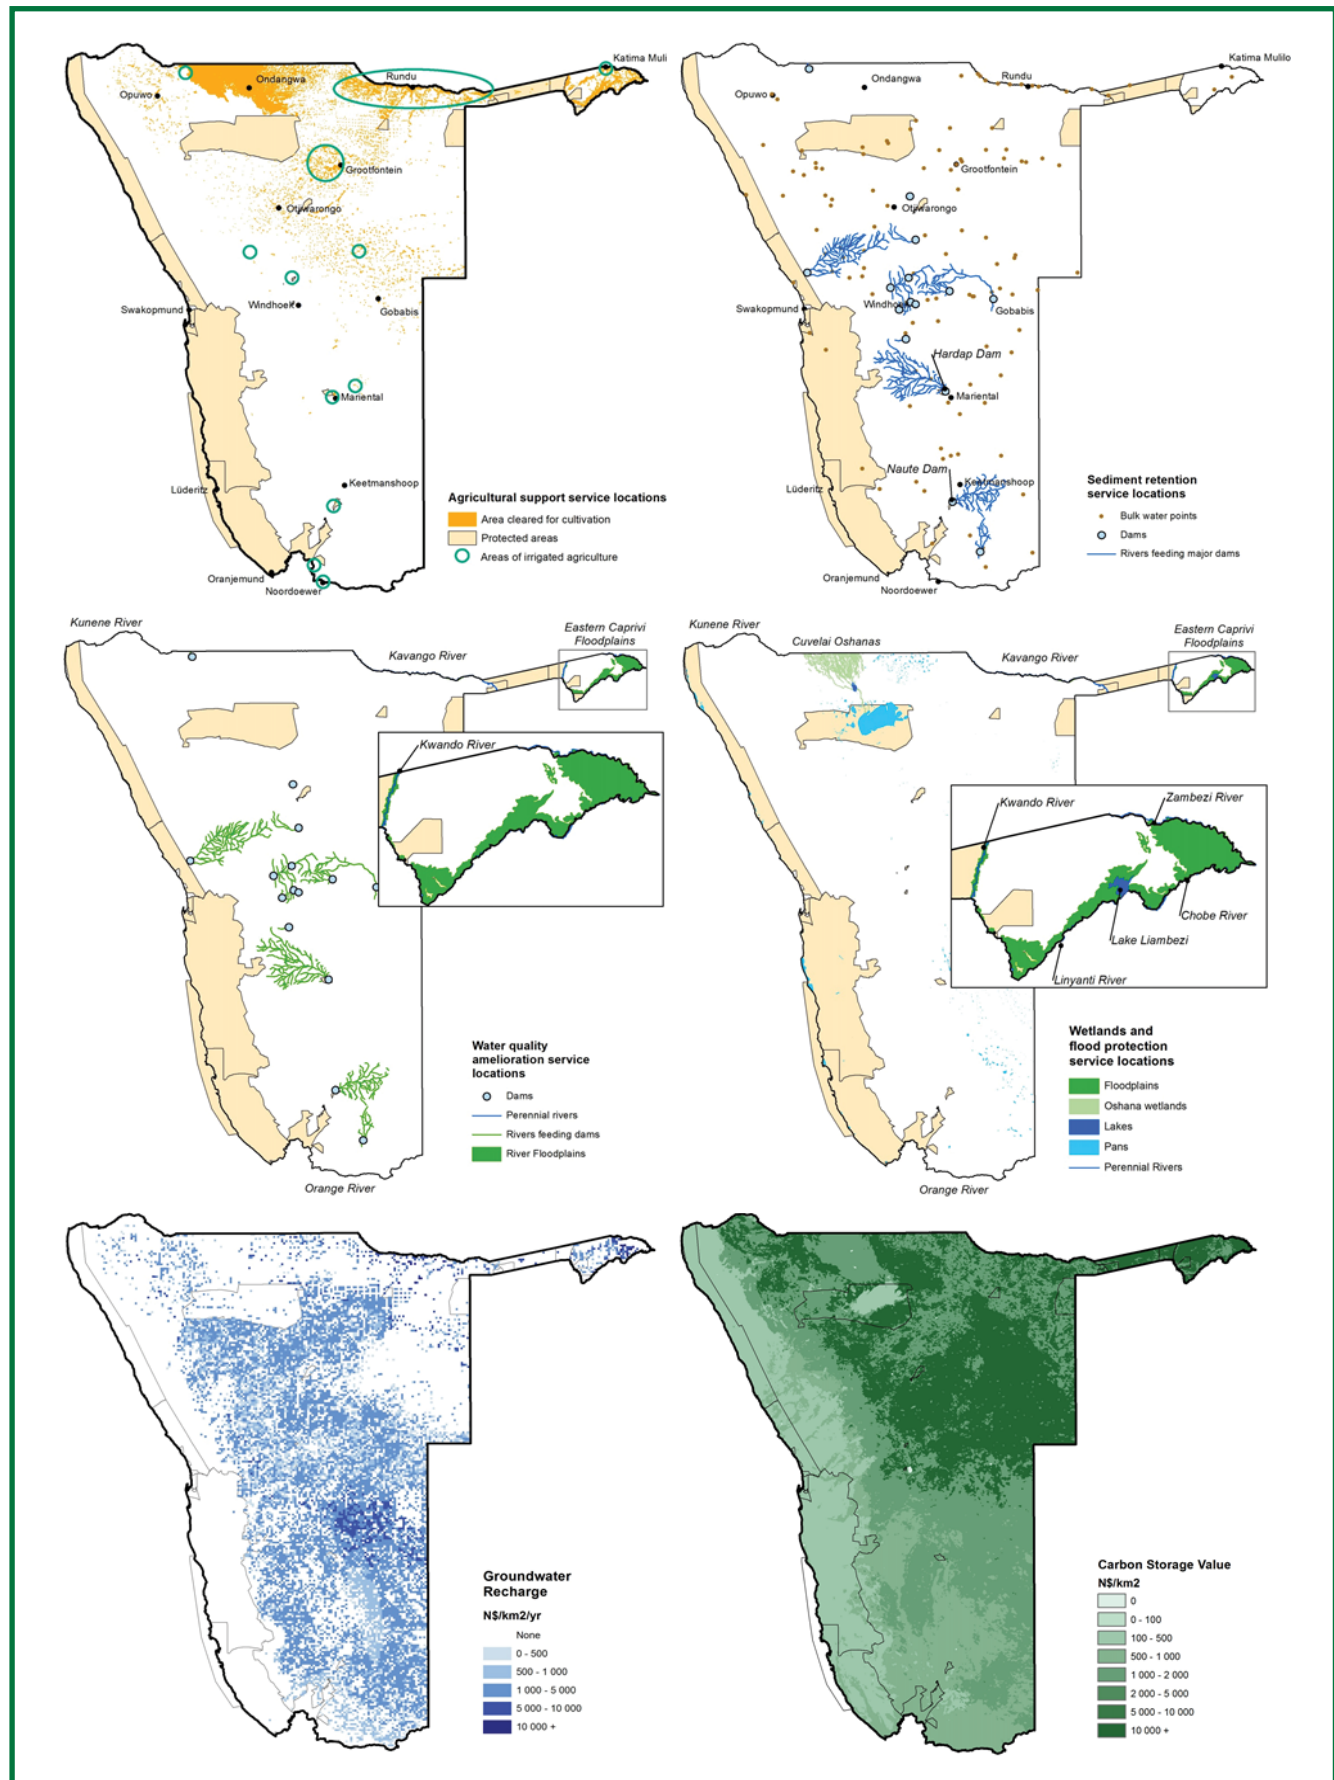 Katima Muli
Ondangwa
Rundu
Opuwo
Grootfontein
Otjiwarongo
Windhoek
Swakopmund
Gobabis
Mariental
Lüderitz
Keetmanshoop
Oranjemund
Noordoewer
Agricultural support service locations
Area cleared for cultivation
Protected areas
Areas of irrigated agriculture
Katima Mulilo
Ondangwa
Rundu
Opuwo
Grootfontein
Otjiwarongo
Windhoek
Swakopmund
Gobabis
Hardap Dam
Mariental
Naute Dam
Keetmanshoop
Lüderitz
Oranjemund
Noordoewer
Sediment retention
service locations
Bulk water points
Dams
Rivers feeding major dams
Kunene River
Eastern Caprivi
Floodplains
Kavango River
Kwando River
Orange River
Water quality
amelioration service
locations
Dams
Perennial rivers
Rivers feeding dams
River Floodplains
Kunene River
Cuvelai Oshanas
Eastern Caprivi
Floodplains
Kavango River
Kwando River
Zambezi River
Chobe River
Lake Liambezi
Linyanti River
Orange River
Wetlands and
flood protection
service locations
Floodplains
Oshana wetlands
Lakes
Pans
Perennial Rivers
Groundwater
Recharge
N$/km2/yr
None
0 - 500
500 - 1 000
1 000 - 5 000
5 000 - 10 000
10 000 +
Carbon Storage Value
N$/km2
0
0 - 100
100 - 500
500 - 1 000
1 000 - 2 000
2 000 - 5 000
5 000 - 10 000
10 000 +